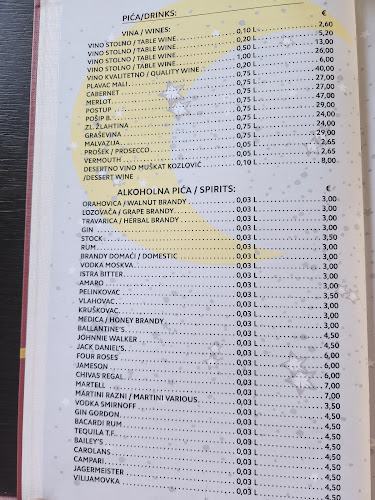 PIĆA/DRINKS: €
VINA / WINES:
VINO STOLNO / TABLE WINE 0,10 L 2,60
VINO STOLNO / TABLE WINE 0,20 L 5,20
VINO STOLNO / TABLE WINE 0,50 L 13,00
VINO STOLNO / TABLE WINE 1,00 L 26,00
VINO KVALITETNO / QUALITY WINE 0,20 L 6,00
PLAVAC MALI 0,75 L 40,00
CABERNET 0,75 L 27,00
MERLOT 0,75 L 27,00
POSTUP 0,75 L 47,00
POŠIP B. 0,75 L 29,00
ZL. ŽLAHTINA 0,75 L 24,00
GRAŠEVINA 0,75 L 24,00
MALVAZIJA 0,75 L 29,00
PROŠEK / PROSECCO 0,05 L 2,65
VERMOUTH 0,05 L 2,65
DESERTNO VINO MUŠKAT KOZLOVIĆ 0,10 L 8,00
/DESSERT WINE
ALKOHOLNA PIĆA / SPIRITS: €
ORAHOVICA / WALNUT BRANDY 0,03 L 3,00
LOZOVAČA / GRAPE BRANDY 0,03 L 3,00
TRAVARICA / HERBAL BRANDY 0,03 L 3,00
GIN 0,03 L 3,00
STOCK 0,03 L 3,50
RUM 0,03 L 3,00
BRANDY DOMAĆI / DOMESTIC 0,03 L 3,00
VODKA MOSKVA 0,03 L 3,00
ISTRA BITTER 0,03 L 3,00
AMARO 0,03 L 3,00
PELINKOVAC 0,03 L 3,50
VLAHOVAC 0,03 L 3,00
KRUŠKOVAC 0,03 L 3,00
MEDICA / HONEY BRANDY 0,03 L 3,00
BALLANTINE'S 0,03 L 4,50
JOHNNIE WALKER 0,03 L 4,50
JACK DANIEL'S 0,03 L 6,00
FOUR ROSES 0,03 L 6,00
JAMESON 0,03 L 6,00
CHIVAS REGAL 0,03 L 7,00
MARTELL 0,03 L 7,00
MARTINI RAZNI / MARTINI VARIOUS 0,03 L 3,50
VODKA SMIRNOFF 0,03 L 4,50
GIN GORDON 0,03 L 4,50
BACARDI RUM 0,03 L 4,50
TEQUILA T.F. 0,03 L 4,50
BAILEY'S 0,03 L 4,50
CAROLANS 0,03 L 4,50
CAMPARI 0,03 L 4,50
JAGERMEISTER 0,03 L 4,50
VILIJAMOVKA 0,03 L 4,50